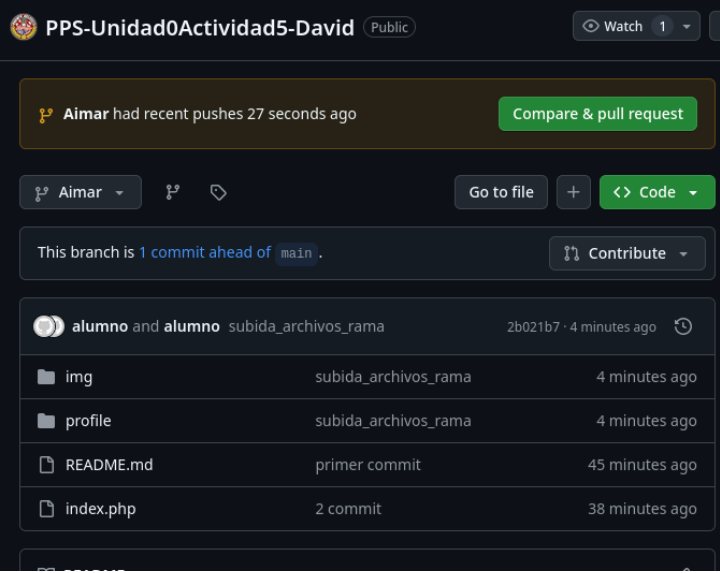 PPS-Unidad0Actividad5-David Public Watch 1
Aimar had recent pushes 27 seconds ago Compare & pull request
Aimar Go to file Code
This branch is 1 commit ahead of main . Contribute
alumno and alumno subida_archivos_rama 2b021b7 · 4 minutes ago
img subida_archivos_rama 4 minutes ago
profile subida_archivos_rama 4 minutes ago
README.md primer commit 45 minutes ago
index.php 2 commit 38 minutes ago
README